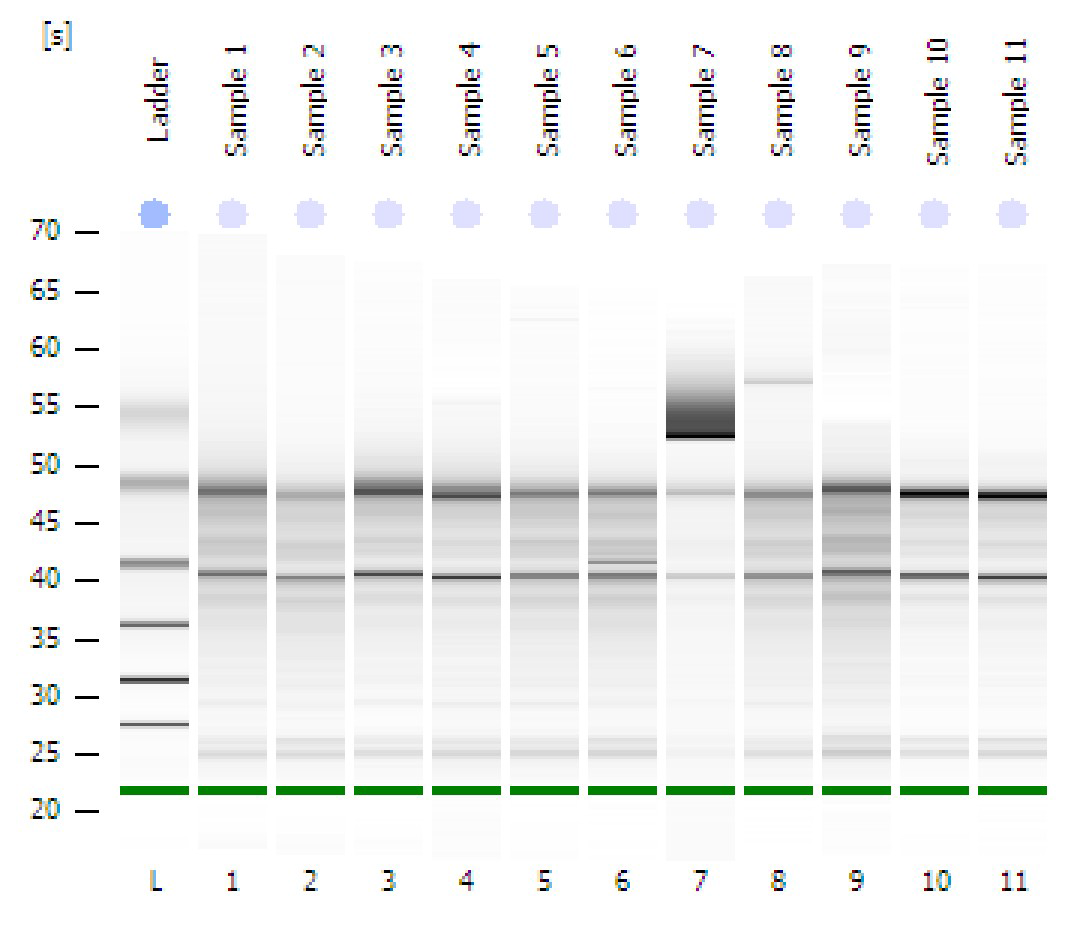 [s]
Ladder
Sample 1
Sample 2
Sample 3
Sample 4
Sample 5
Sample 6
Sample 7
Sample 8
Sample 9
Sample 10
Sample 11
70
65
60
55
50
45
40
35
30
25
20
L 1 2 3 4 5 6 7 8 9 10 11